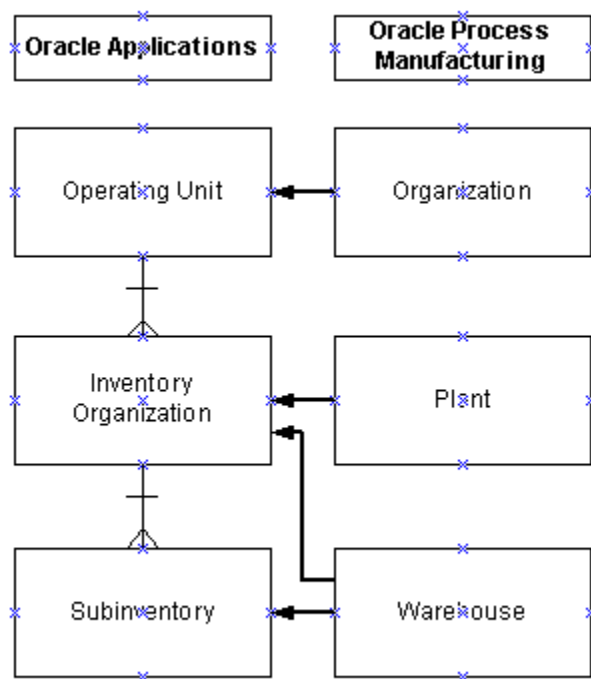 Oracle Applications
Oracle Process
Manufacturing
Operating Unit
Organization
Inventory
Organization
Plant
Subinventory
Warehouse